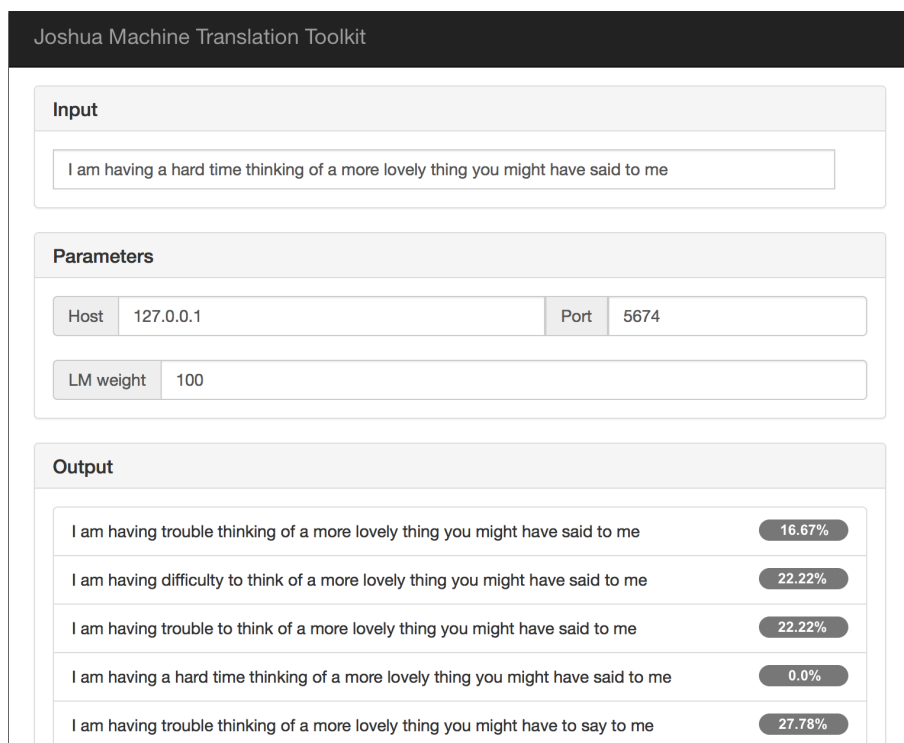 Joshua Machine Translation Toolkit
Input
I am having a hard time thinking of a more lovely thing you might have said to me
Parameters
Host 127.0.0.1 Port 5674
LM weight 100
Output
I am having trouble thinking of a more lovely thing you might have said to me 16.67%
I am having difficulty to think of a more lovely thing you might have said to me 22.22%
I am having trouble to think of a more lovely thing you might have said to me 22.22%
I am having a hard time thinking of a more lovely thing you might have said to me 0.0%
I am having trouble thinking of a more lovely thing you might have to say to me 27.78%